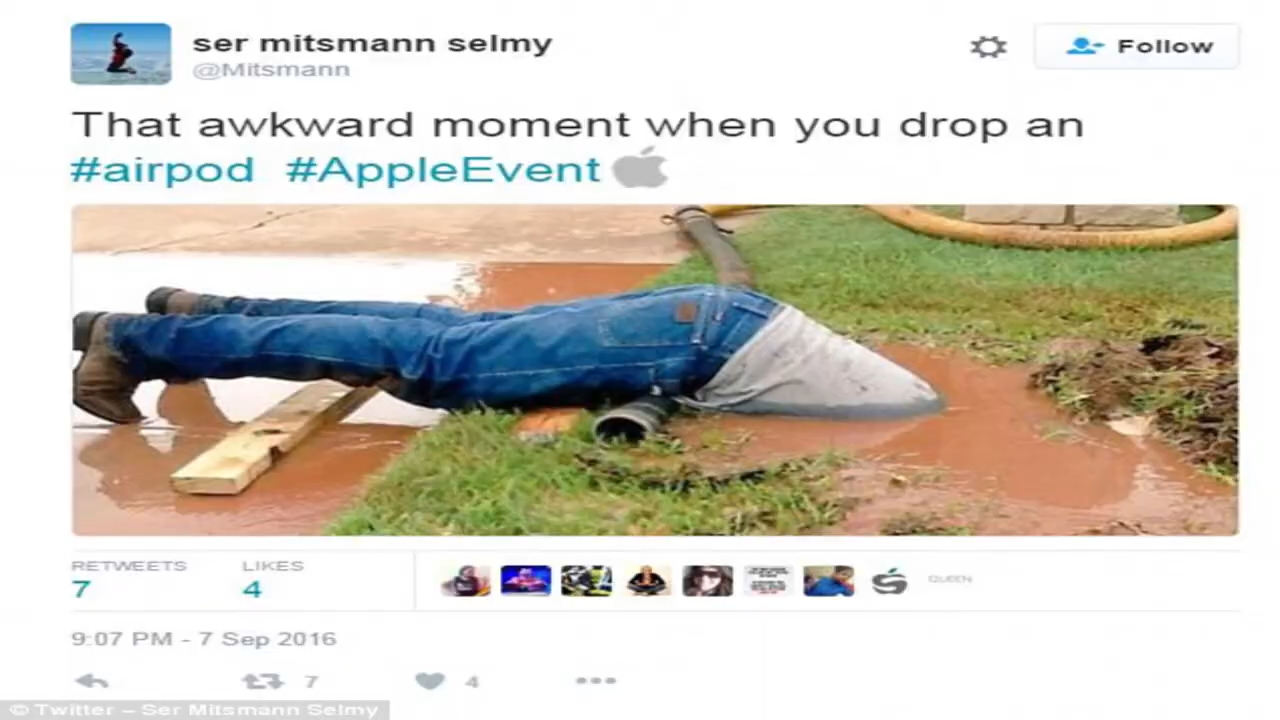 ser mitsmann selmy
@Mitsmann
Follow
That awkward moment when you drop an
#airpod #AppleEvent
RETWEETS LIKES
7 4
QUEEN
9:07 PM - 7 Sep 2016
7 4
© Twitter – Ser Mitsmann Selmy